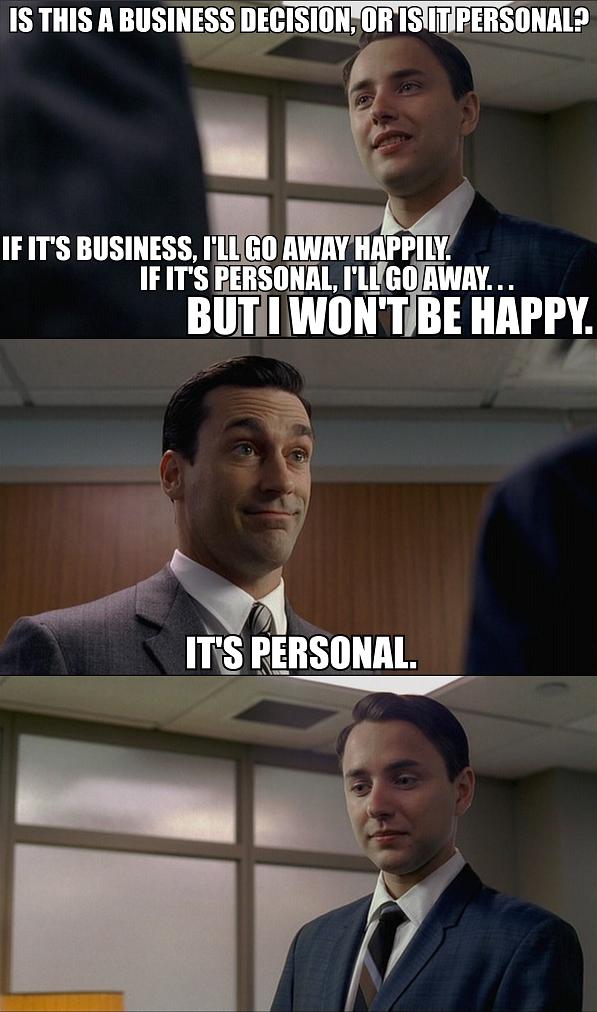 IS THIS A BUSINESS DECISION, OR IS IT PERSONAL?
IF IT'S BUSINESS, I'LL GO AWAY HAPPILY.
IF IT'S PERSONAL, I'LL GO AWAY. . .
BUT I WON'T BE HAPPY.
IT'S PERSONAL.